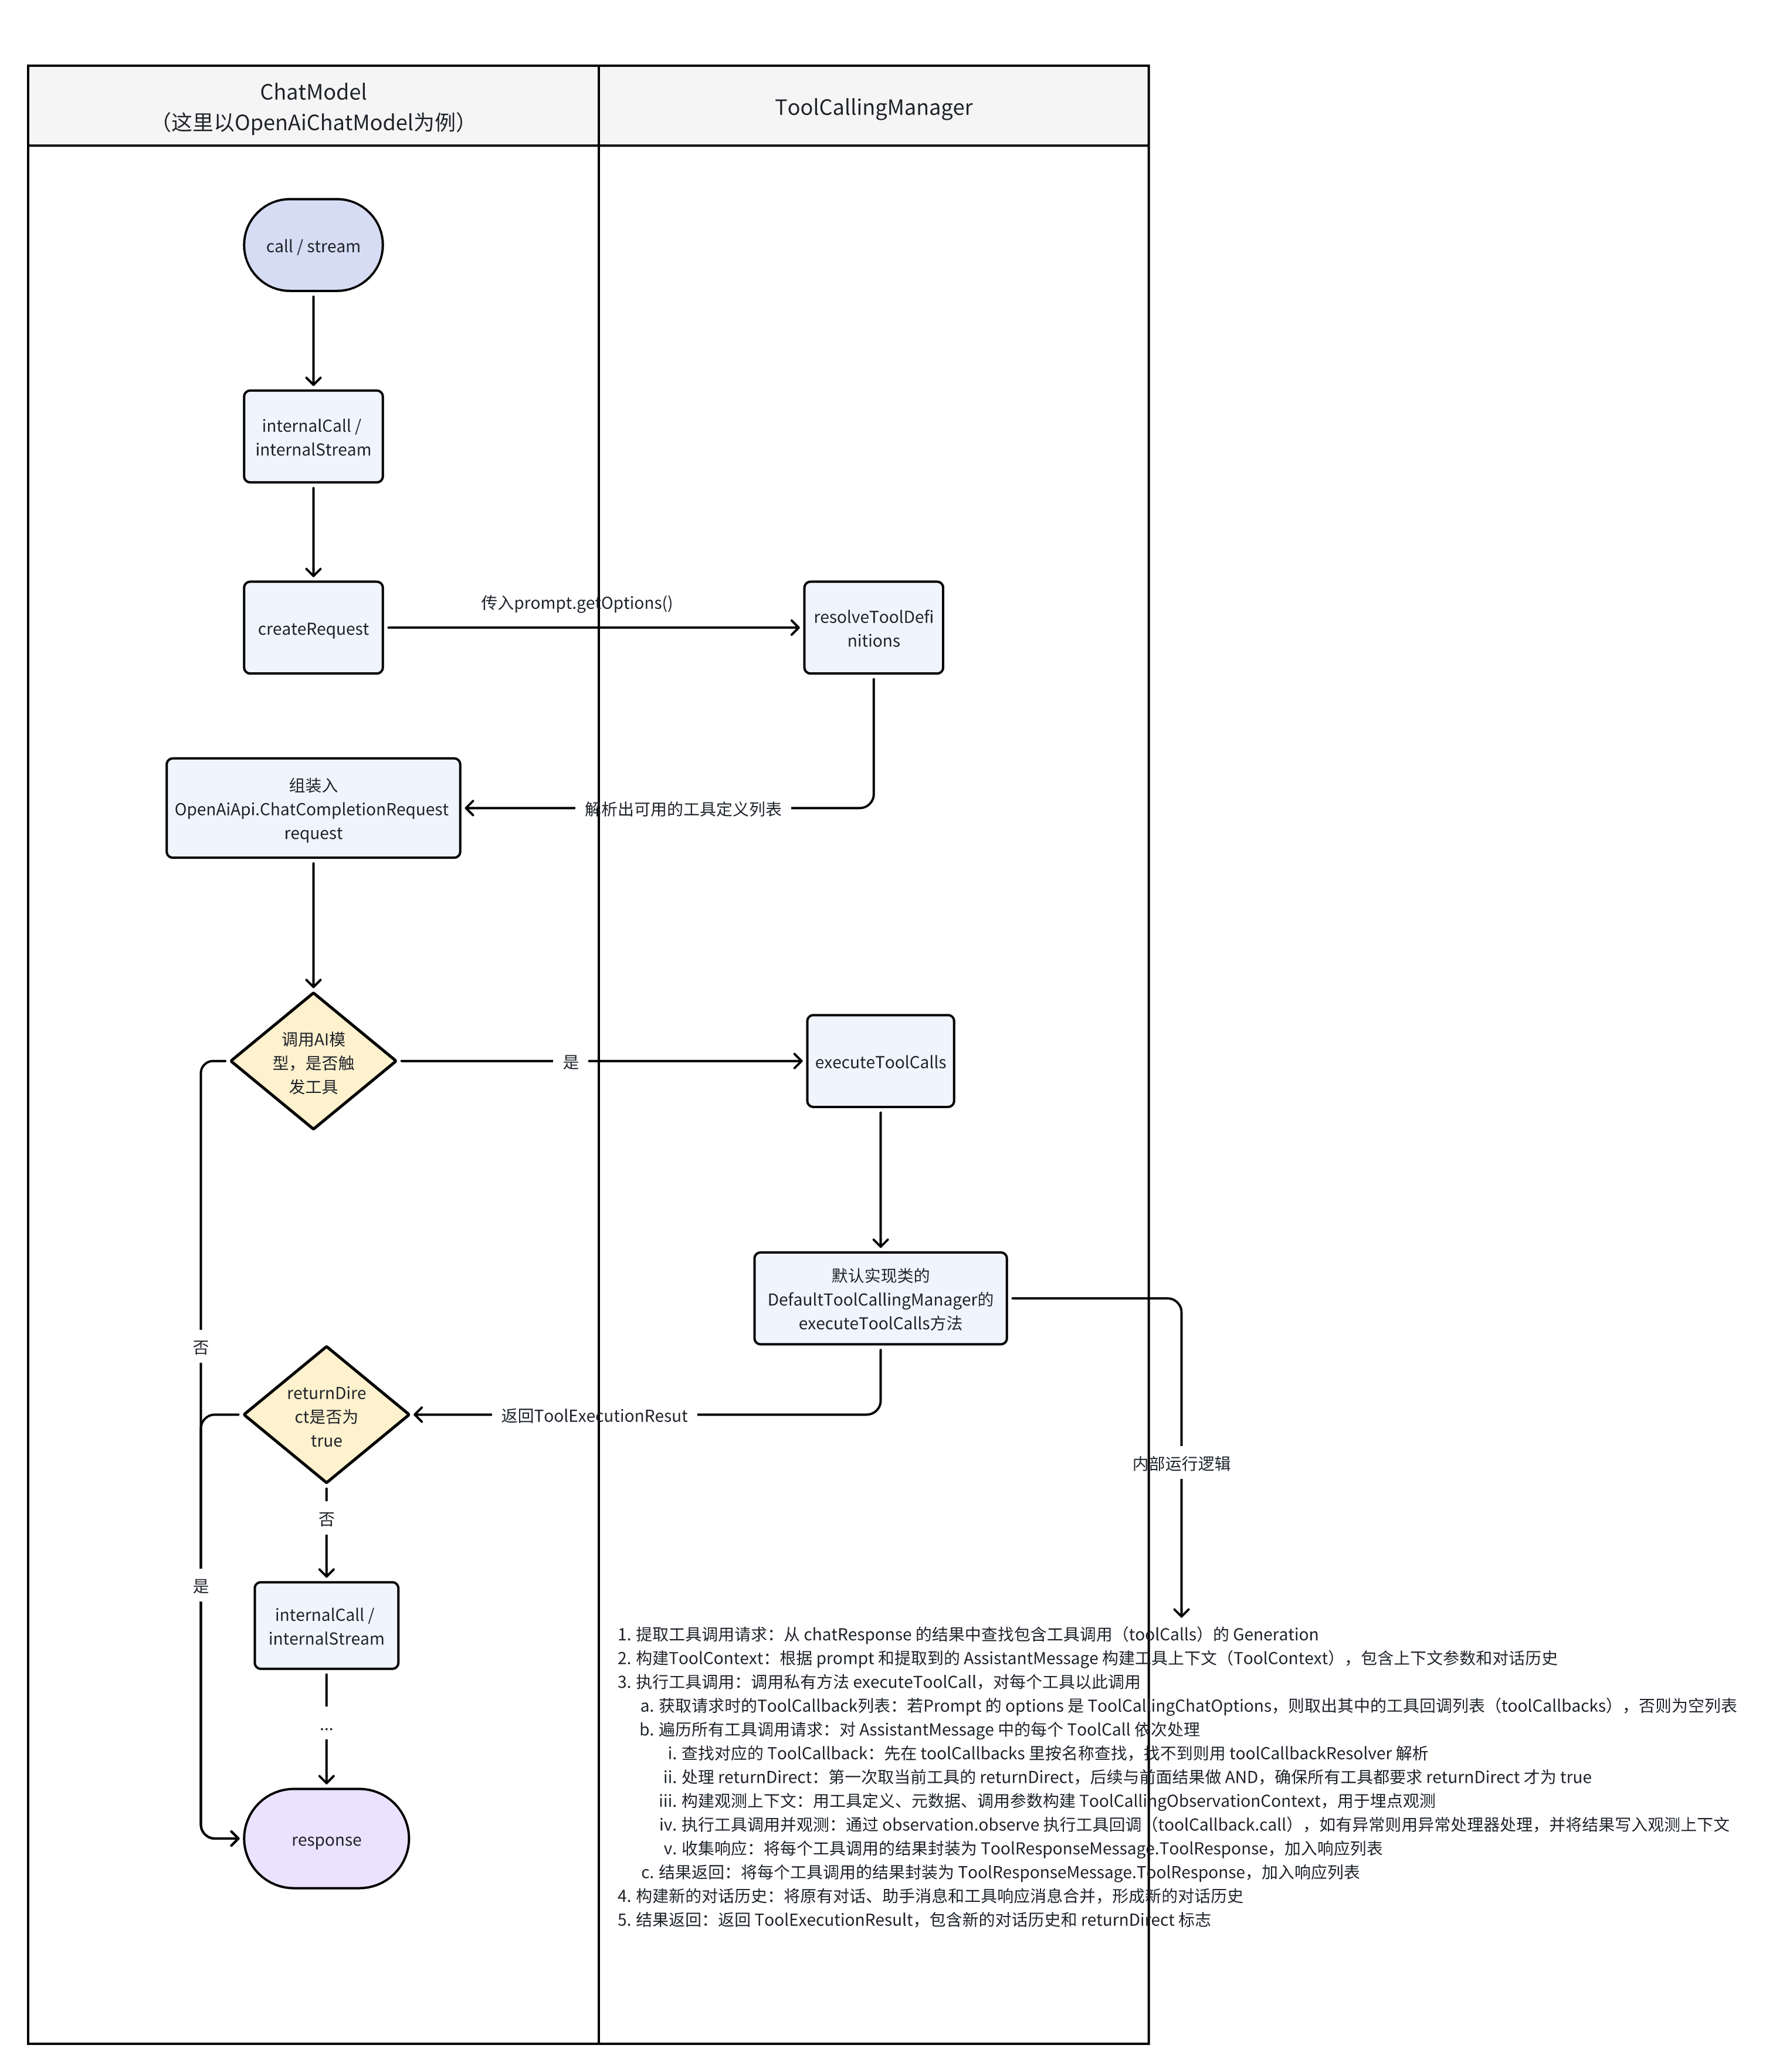 ChatModel
（这里以OpenAiChatModel为例）
ToolCallingManager
call / stream
internalCall /
internalStream
createRequest
传入prompt.getOptions()
resolveToolDefi
nitions
组装入
OpenAiApi.ChatCompletionRequest
request
解析出可用的工具定义列表
调用AI模
型，是否触
发工具
是
executeToolCalls
默认实现类的
DefaultToolCallingManager的
executeToolCalls方法
否
returnDire
ct是否为
true
返回ToolExecutionResut
内部运行逻辑
否
是
internalCall /
internalStream
...
response
1. 提取工具调用请求：从 chatResponse 的结果中查找包含工具调用（toolCalls）的 Generation
2. 构建ToolContext：根据 prompt 和提取到的 AssistantMessage 构建工具上下文（ToolContext），包含上下文参数和对话历史
3. 执行工具调用：调用私有方法 executeToolCall，对每个工具以此调用
a. 获取请求时的ToolCallback列表：若Prompt 的 options 是 ToolCallingChatOptions，则取出其中的工具回调列表（toolCallbacks），否则为空列表
b. 遍历所有工具调用请求：对 AssistantMessage 中的每个 ToolCall 依次处理
i. 查找对应的 ToolCallback：先在 toolCallbacks 里按名称查找，找不到则用 toolCallbackResolver 解析
ii. 处理 returnDirect：第一次取当前工具的 returnDirect，后续与前面结果做 AND，确保所有工具都要求 returnDirect 才为 true
iii. 构建观测上下文：用工具定义、元数据、调用参数构建 ToolCallingObservationContext，用于埋点观测
iv. 执行工具调用并观测：通过 observation.observe 执行工具回调（toolCallback.call），如有异常则用异常处理器处理，并将结果写入观测上下文
v. 收集响应：将每个工具调用的结果封装为 ToolResponseMessage.ToolResponse，加入响应列表
c. 结果返回：将每个工具调用的结果封装为 ToolResponseMessage.ToolResponse，加入响应列表
4. 构建新的对话历史：将原有对话、助手消息和工具响应消息合并，形成新的对话历史
5. 结果返回：返回 ToolExecutionResult，包含新的对话历史和 returnDirect 标志